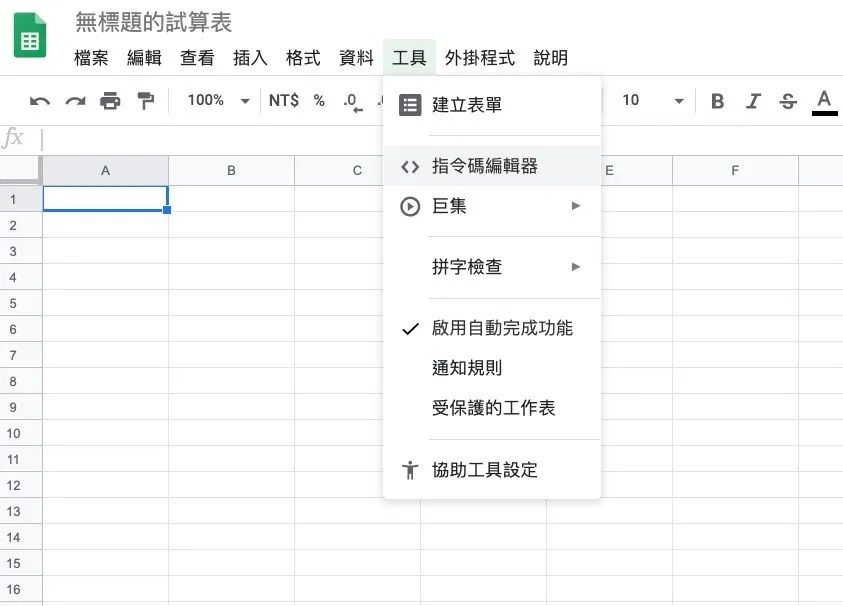 無標題的試算表
檔案 編輯 查看 插入 格式 資料 工具 外掛程式 說明
100% NT$ % .0 .0 10 B I S A
fx
A B C E F
建立表單
指令碼編輯器
巨集
拼字檢查
啟用自動完成功能
通知規則
受保護的工作表
協助工具設定
1
2
3
4
5
6
7
8
9
10
11
12
13
14
15
16